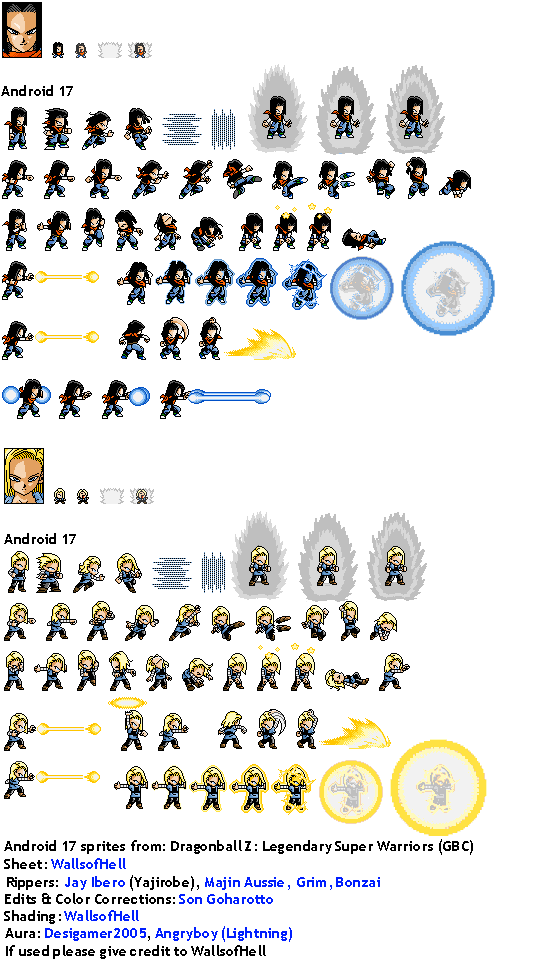 Android 17
Android 17
Android 17 sprites from: Dragonball Z: Legendary Super Warriors (GBC)
Sheet: WallsofHell
Rippers: Jay Ibero (Yajirobe), Majin Aussie, Grim, Bonzai
Edits & Color Corrections: Son Goharotto
Shading: WallsofHell
Aura: Desigamer2005, Angryboy (Lightning)
If used please give credit to WallsofHell